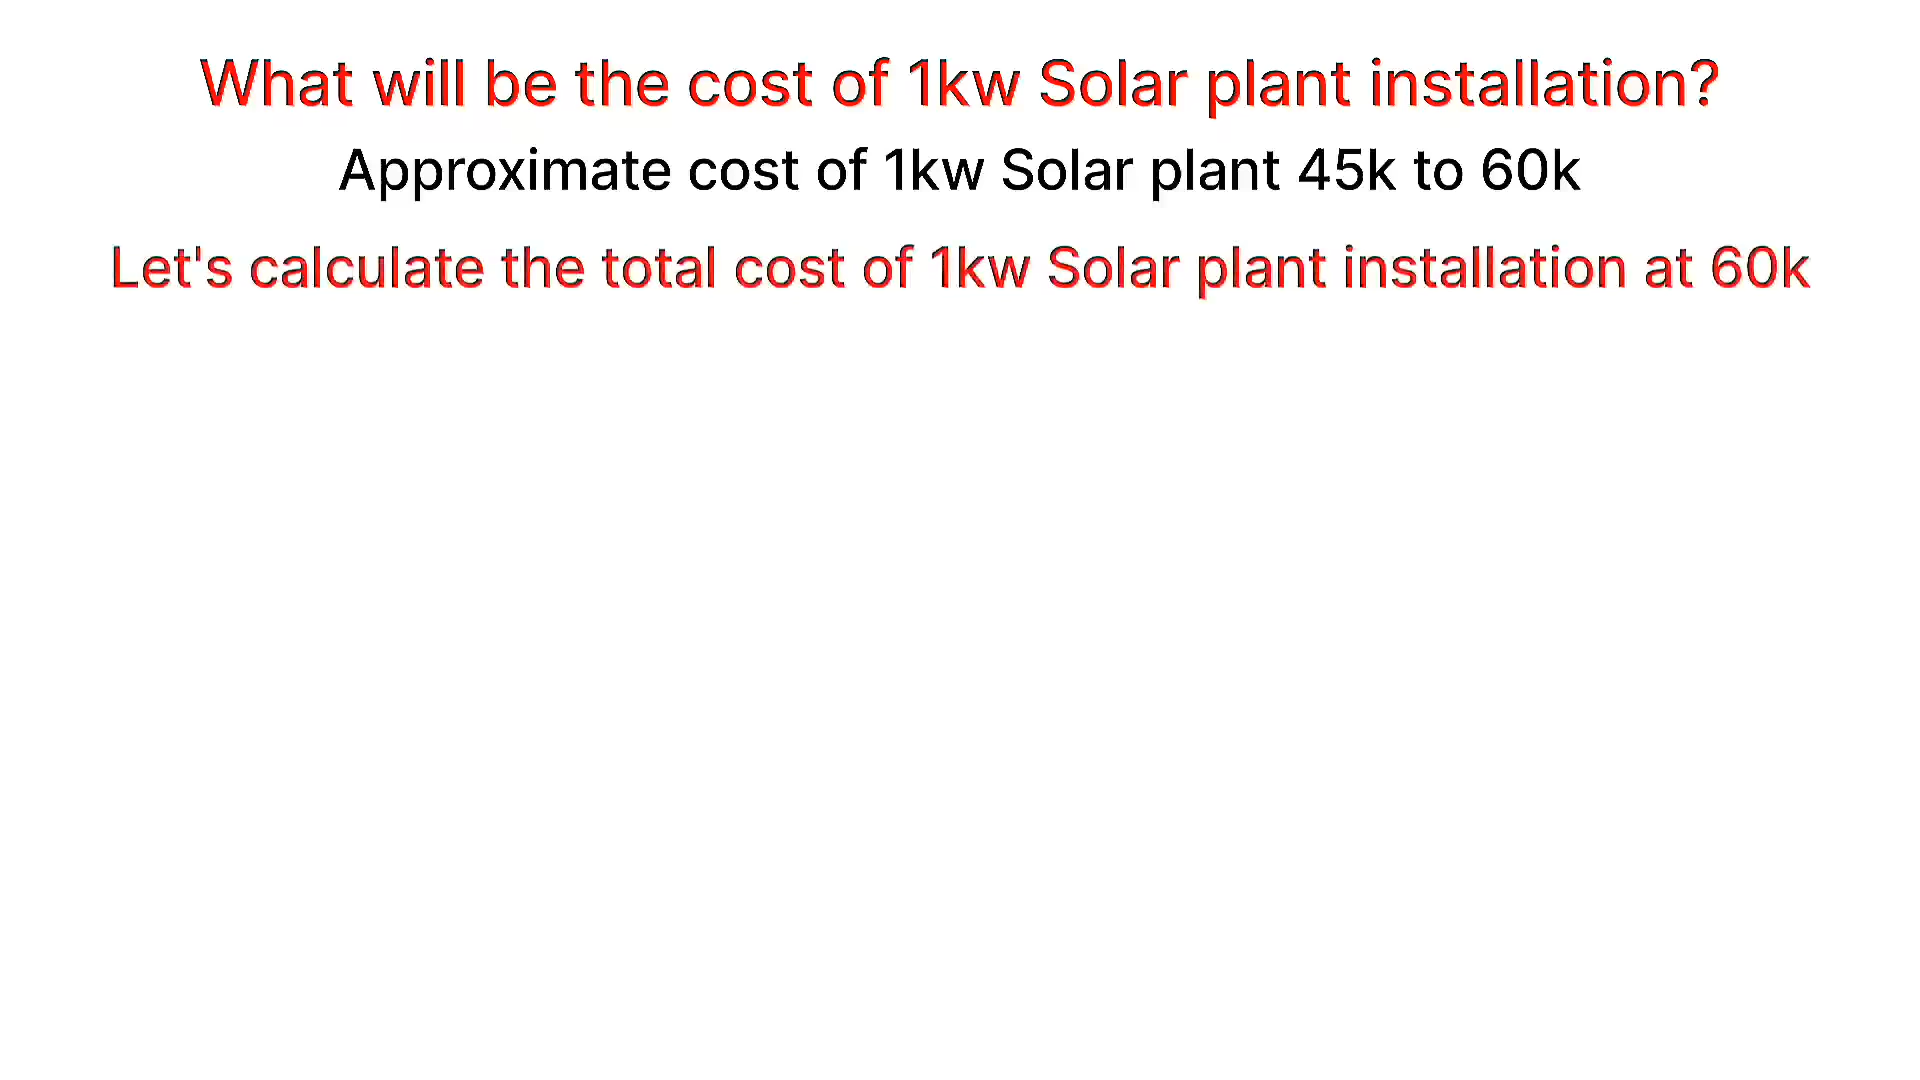 What will be the cost of 1kw Solar plant installation?
Approximate cost of 1kw Solar plant 45k to 60k
Let's calculate the total cost of 1kw Solar plant installation at 60k